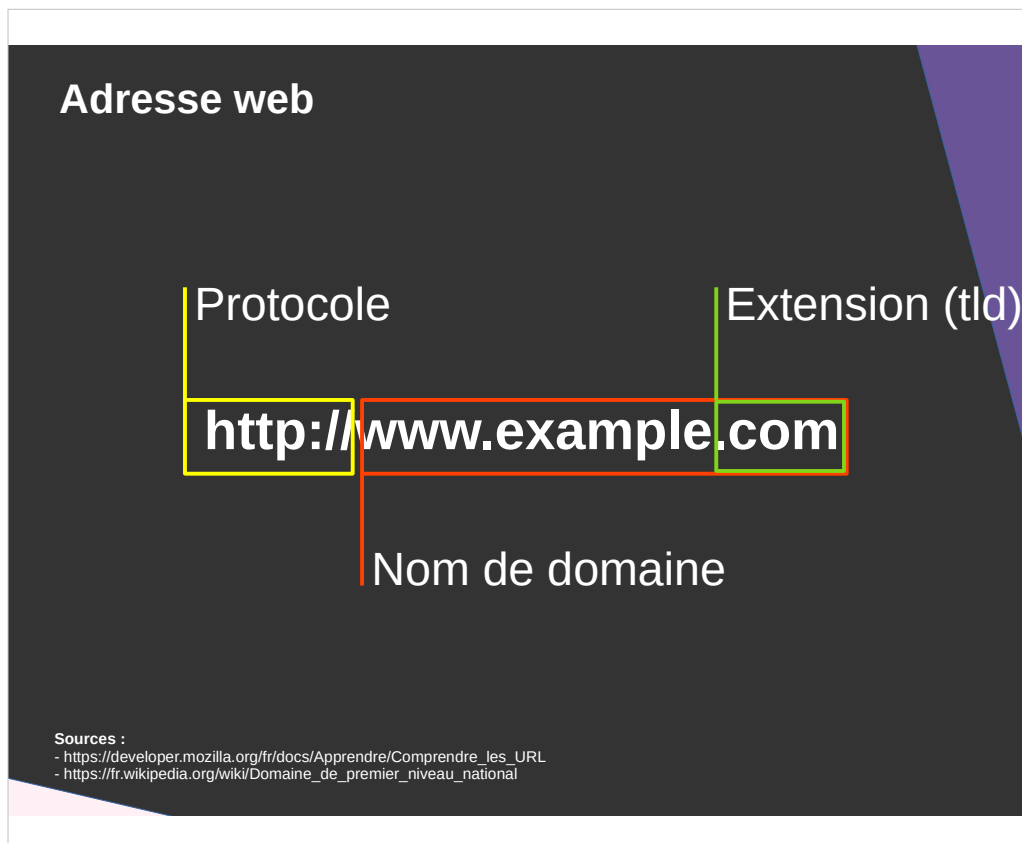 Adresse web
Protocole
Extension (tld)
http://www.example.com
Nom de domaine
Sources :
- https://developer.mozilla.org/fr/docs/Apprendre/Comprendre_les_URL
- https://fr.wikipedia.org/wiki/Domaine_de_premier_niveau_national